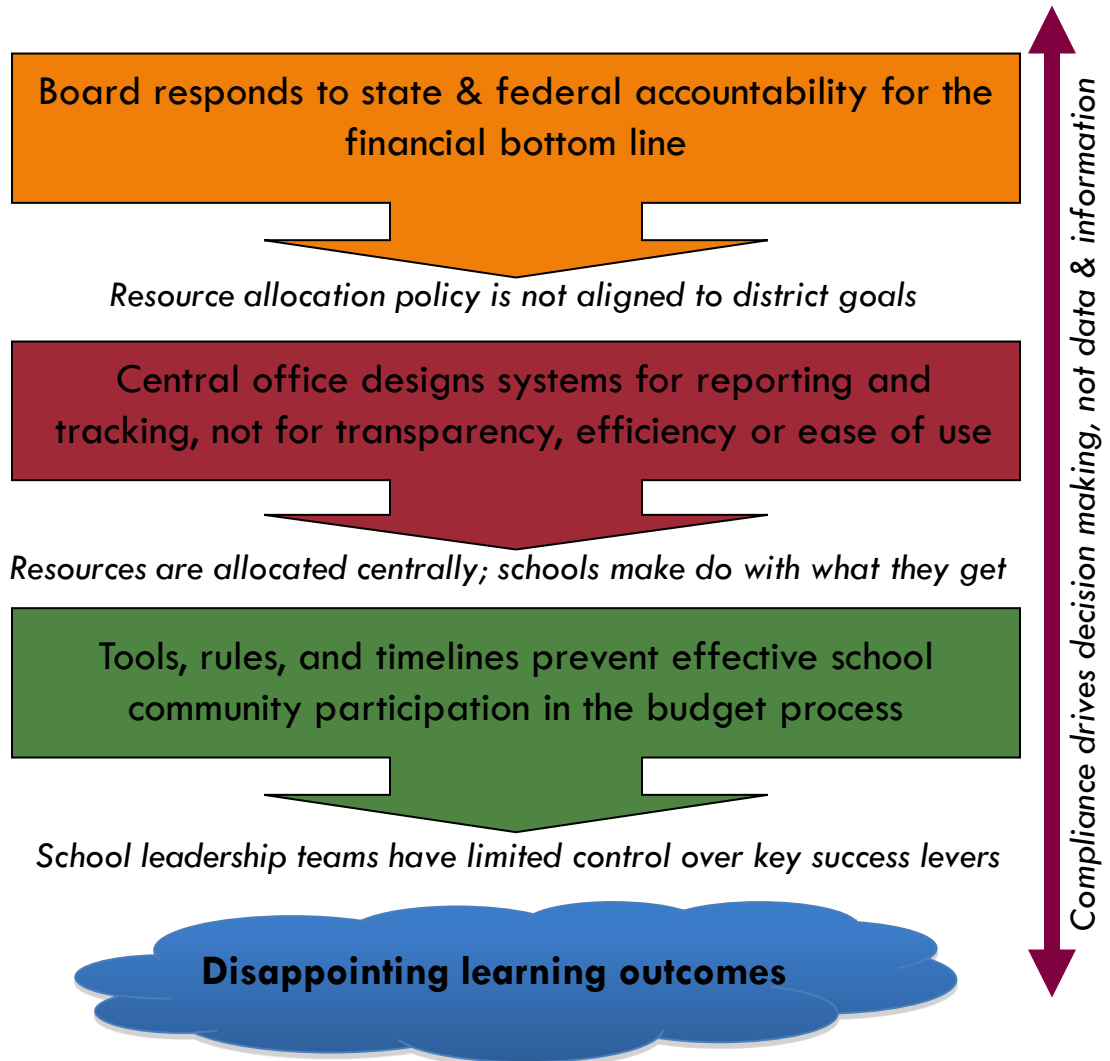 Board responds to state & federal accountability for the
financial bottom line
Resource allocation policy is not aligned to district goals
Central office designs systems for reporting and
tracking, not for transparency, efficiency or ease of use
Resources are allocated centrally; schools make do with what they get
Tools, rules, and timelines prevent effective school
community participation in the budget process
School leadership teams have limited control over key success levers
Disappointing learning outcomes
Compliance drives decision making, not data & information